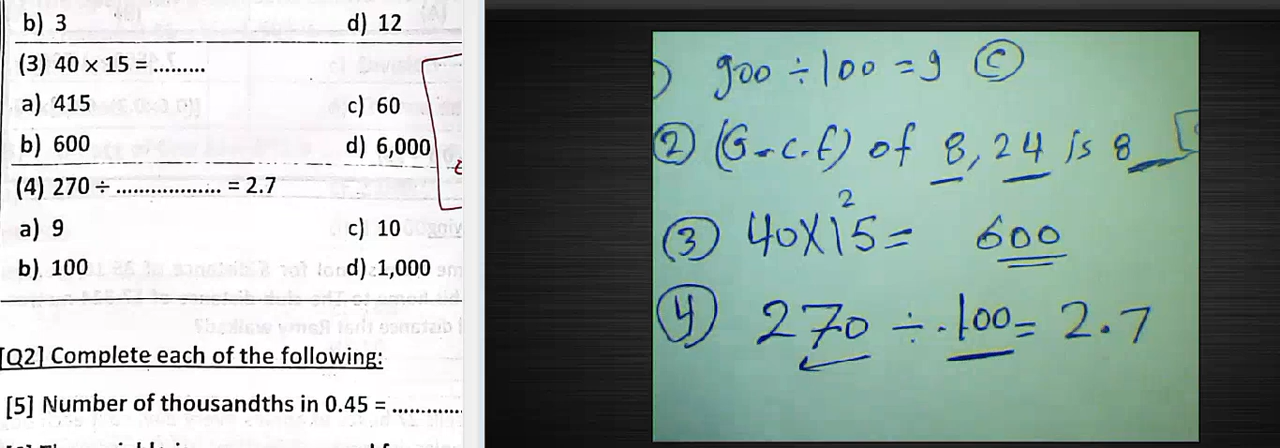 b) 3 d) 12
(3) 40 × 15 = .........
a) 415 c) 60
b) 600 d) 6,000
(4) 270 ÷ ................... = 2.7
a) 9 c) 10
b) 100 d) 1,000
[Q2] Complete each of the following:
[5] Number of thousandths in 0.45 = .............
) 900 ÷ 100 = 9 ©
② (G.c.f) of 8, 24 is 8
2
③ 40X15= 600
④ 270 ÷ .100 = 2.7